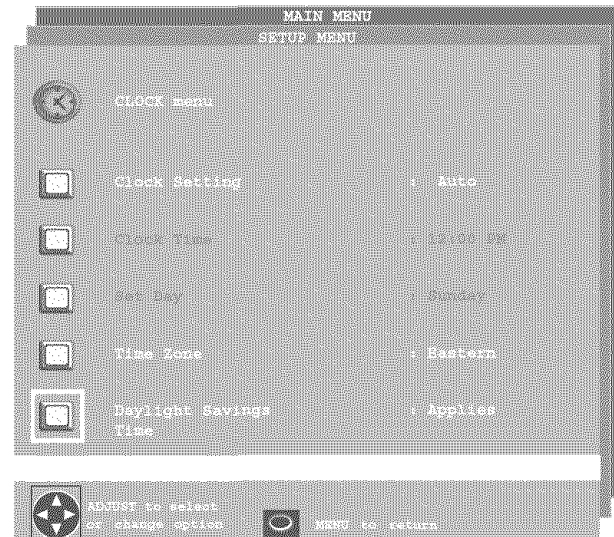 MAIN MENU
SETUP MENU
CLOCK menu
Clock Setting : Auto
Clock Time : 12:00 PM
Set Day : Sunday
Time Zone : Eastern
Daylight Savings : Applies
Time
ADJUST to select
or change option
MENU to return